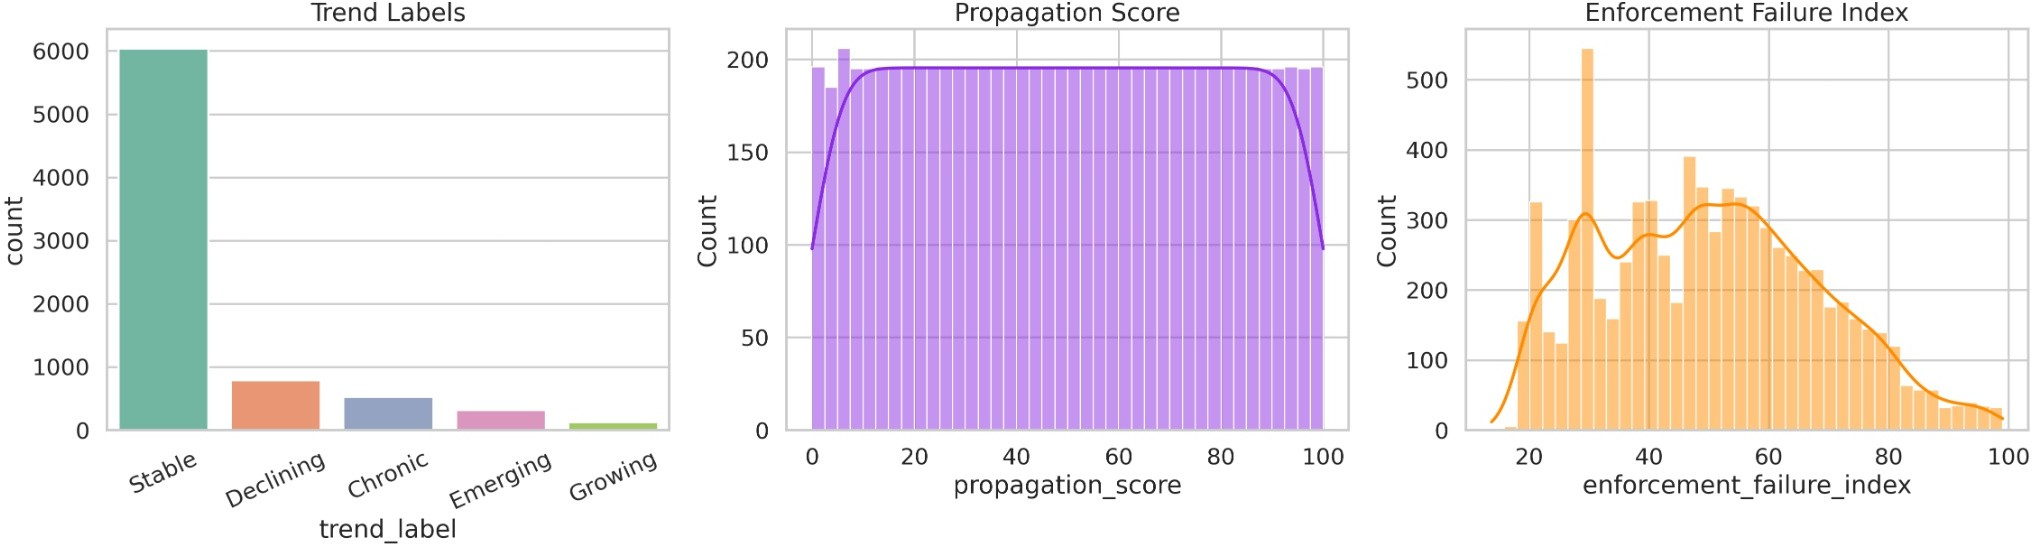 Trend Labels
6000
5000
4000
3000
2000
1000
0
count
Stable
Declining
Chronic
Emerging
Growing
trend_label
Propagation Score
200
150
100
50
0
Count
0 20 40 60 80 100
propagation_score
Enforcement Failure Index
500
400
300
200
100
0
Count
20 40 60 80 100
enforcement_failure_index